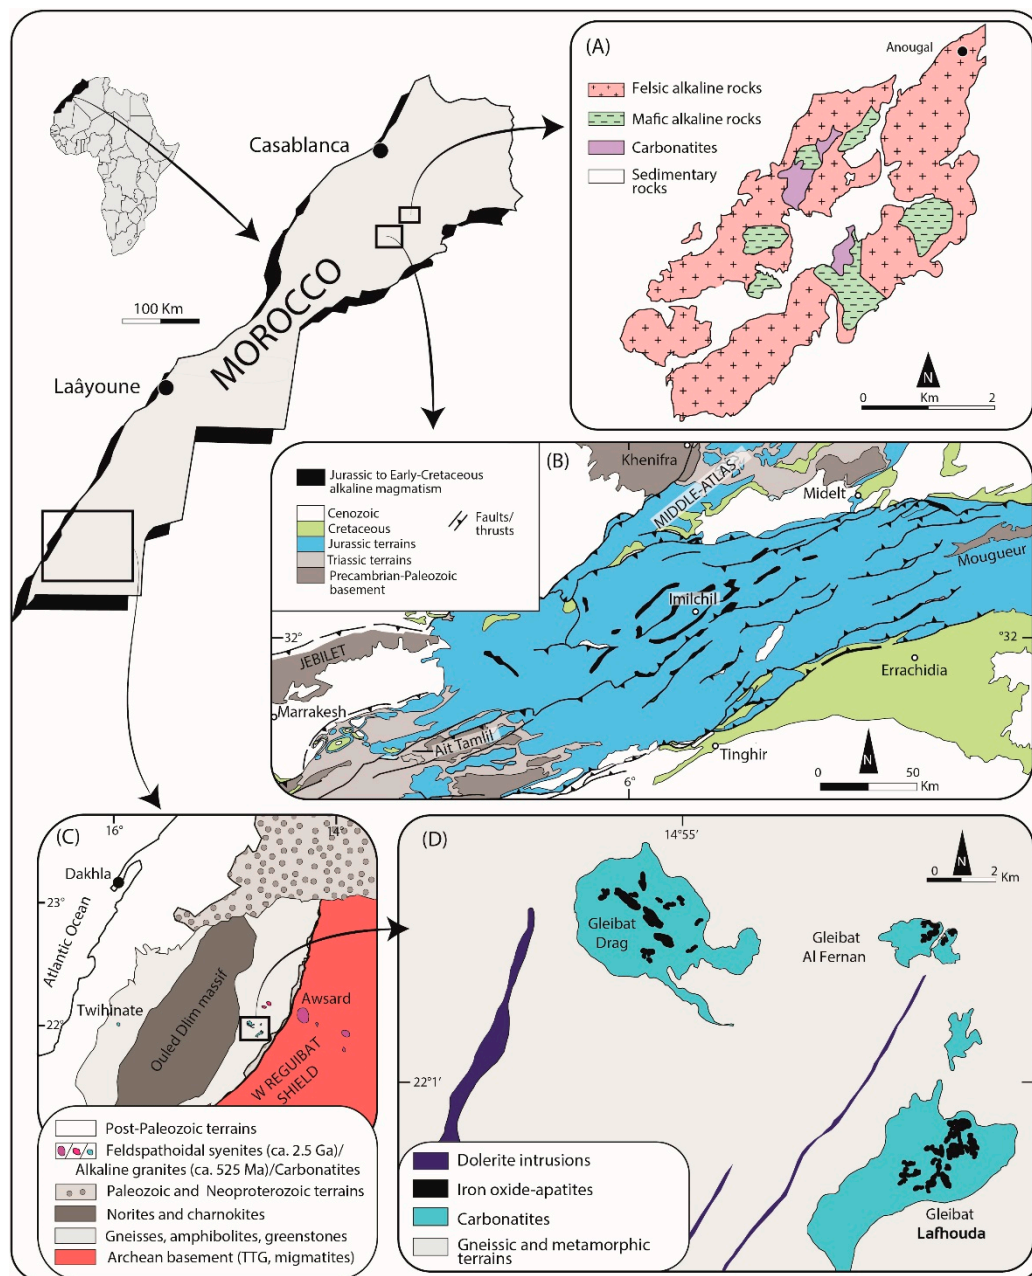 Casablanca
100 Km
MOROCCO
Laâyoune
(A)
Anougal
Felsic alkaline rocks
Mafic alkaline rocks
Carbonatites
Sedimentary
rocks
N
0 Km 2
(B)
Jurassic to Early-Cretaceous
alkaline magmatism
Cenozoic
Cretaceous
Jurassic terrains
Triassic terrains
Precambrian-Paleozoic
basement
Faults/
thrusts
Khenifra
MIDDLE-ATLAS
Midelt
Mougueur
Imilchil
32°
°32
JEBILET
Errachidia
Marrakesh
Ait Tamlil
Tinghir
6°
N
0 50
Km
(C)
16°
14°
Dakhla
23°
Atlantic Ocean
Twihinate
22°
Ouled Dlim massif
Awsard
W REGUIBAT
SHIELD
Post-Paleozoic terrains
Feldspathoidal syenites (ca. 2.5 Ga)/
Alkaline granites (ca. 525 Ma)/Carbonatites
Paleozoic and Neoproterozoic terrains
Norites and charnokites
Gneisses, amphibolites, greenstones
Archean basement (TTG, migmatites)
(D)
14°55'
N
0 2
Km
Gleibat
Drag
Gleibat
Al Fernan
22°1'
Dolerite intrusions
Iron oxide-apatites
Carbonatites
Gneissic and metamorphic
terrains
Gleibat
Lafhouda